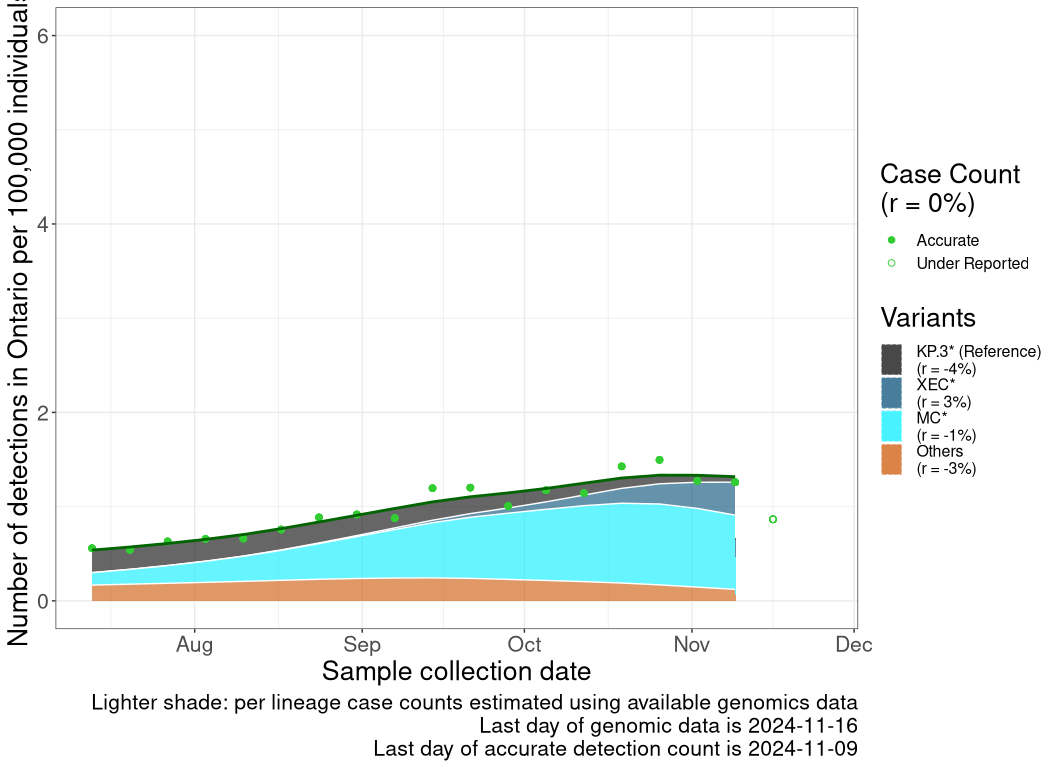 Number of detections in Ontario per 100,000 individuals
6
4
2
0
Aug Sep Oct Nov Dec
Sample collection date
Lighter shade: per lineage case counts estimated using available genomics data
Last day of genomic data is 2024-11-16
Last day of accurate detection count is 2024-11-09
Case Count
(r = 0%)
Accurate
Under Reported
Variants
KP.3* (Reference)
(r = -4%)
XEC*
(r = 3%)
MC*
(r = -1%)
Others
(r = -3%)